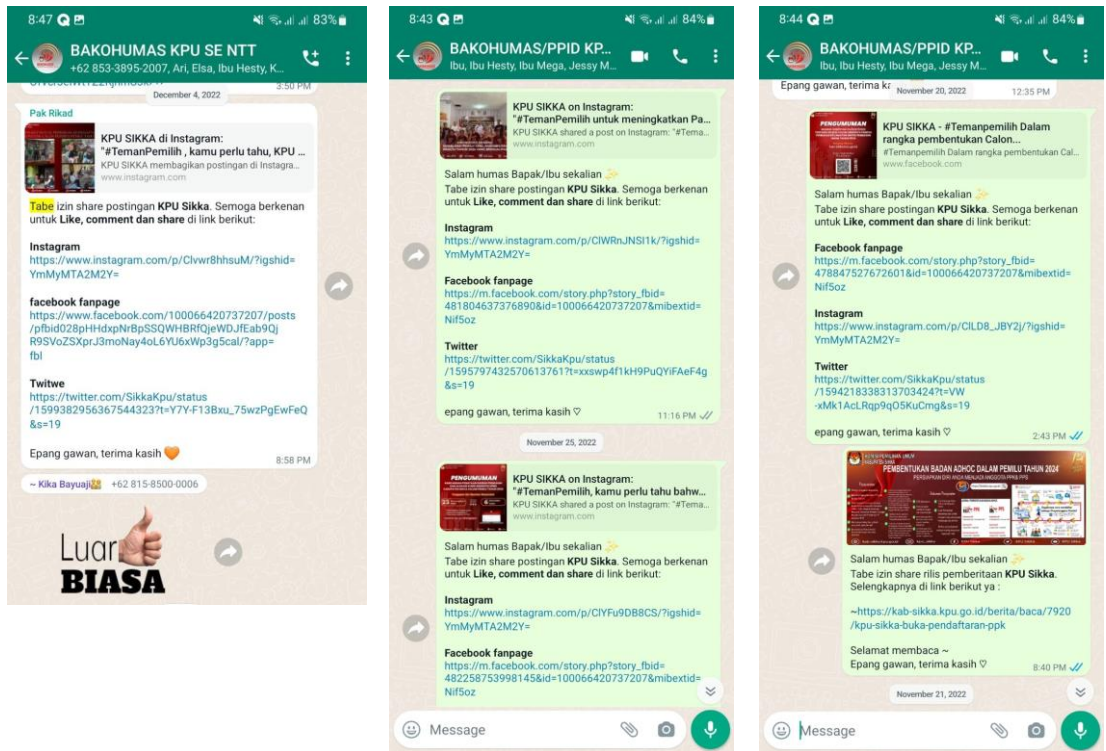 8:47
83%
BAKOHUMAS KPU SE NTT
+62 853-3895-2007, Ari, Elsa, Ibu Hesty, K...
3:50 PM
December 4, 2022
Pak Rikad
KPU SIKKA di Instagram:
"#TemanPemilih , kamu perlu tahu, KPU ...
KPU SIKKA membagikan postingan di Instagra...
www.instagram.com
Tabe izin share postingan KPU Sikka. Semoga berkenan
untuk Like, comment dan share di link berikut:
Instagram
https://www.instagram.com/p/Clvwr8hhsuM/?igshid=
YmMyMTA2M2Y=
facebook fanpage
https://www.facebook.com/100066420737207/posts
/pfbid028pHHdxpNrBpSSQWHBRfQjeWDJfEab9Qj
R9SVoZSXprJ3moNay4oL6YU6xWp3g5cal/?app=
fbl
Twitwe
https://twitter.com/SikkaKpu/status
/1599382956367544323?t=Y7Y-F13Bxu_75wzPgEwFeQ
&s=19
Epang gawan, terima kasih 🧡
8:58 PM
~ Kika Bayuaji +62 815-8500-0006
Luar
BIASA
8:43
84%
BAKOHUMAS/PPID KP...
Ibu, Ibu Hesty, Ibu Mega, Jessy M...
KPU SIKKA on Instagram:
"#TemanPemilih untuk meningkatkan Pa...
KPU SIKKA shared a post on Instagram: "#Tema...
www.instagram.com
Salam humas Bapak/Ibu sekalian ✨
Tabe izin share postingan KPU Sikka. Semoga berkenan
untuk Like, comment dan share di link berikut:
Instagram
https://www.instagram.com/p/ClWRnJNSI1k/?igshid=
YmMyMTA2M2Y=
Facebook fanpage
https://m.facebook.com/story.php?story_fbid=
481804637376890&id=100066420737207&mibextid=
Nif5oz
Twitter
https://twitter.com/SikkaKpu/status
/1595797432570613761?t=xxswp4f1kH9PuQYiFAeF4g
&s=19
epang gawan, terima kasih ♡
11:16 PM
November 25, 2022
PENGUMUMAN
KPU SIKKA on Instagram:
"#TemanPemilih, kamu perlu tahu bahw...
KPU SIKKA shared a post on Instagram: "#Tema...
www.instagram.com
Salam humas Bapak/Ibu sekalian ✨
Tabe izin share postingan KPU Sikka. Semoga berkenan
untuk Like, comment dan share di link berikut:
Instagram
https://www.instagram.com/p/ClYFu9DB8CS/?igshid=
YmMyMTA2M2Y=
Facebook fanpage
https://m.facebook.com/story.php?story_fbid=
482258753998145&id=100066420737207&mibextid=
Nif5oz
Message
8:44
84%
BAKOHUMAS/PPID KP...
Ibu, Ibu Hesty, Ibu Mega, Jessy M...
Epang gawan, terima ka
12:35 PM
November 20, 2022
PENGUMUMAN
KPU SIKKA - #Temanpemilih Dalam
rangka pembentukan Calon...
#Temanpemilih Dalam rangka pembentukan Cal...
www.facebook.com
Salam humas Bapak/Ibu sekalian ✨
Tabe izin share postingan KPU Sikka. Semoga berkenan
untuk Like, comment dan share di link berikut:
Facebook fanpage
https://m.facebook.com/story.php?story_fbid=
478847527672601&id=100066420737207&mibextid=
Nif5oz
Instagram
https://www.instagram.com/p/ClLD8_JBY2j/?igshid=
YmMyMTA2M2Y=
Twitter
https://twitter.com/SikkaKpu/status
/1594218338313703424?t=VW
-xMk1AcLRqp9qO5KuCmg&s=19
epang gawan, terima kasih ♡
2:43 PM
PEMBENTUKAN BADAN ADHOC DALAM PEMILU TAHUN 2024
PERSIAPKAN DIRI ANDA MENJADI ANGGOTA PPK& PPS
Salam humas Bapak/Ibu sekalian ✨
Tabe izin share rilis pemberitaan KPU Sikka.
Selengkapnya di link berikut ya :
~https://kab-sikka.kpu.go.id/berita/baca/7920
/kpu-sikka-buka-pendaftaran-ppk
Selamat membaca ~
Epang gawan, terima kasih ♡
8:40 PM
November 21, 2022
Message